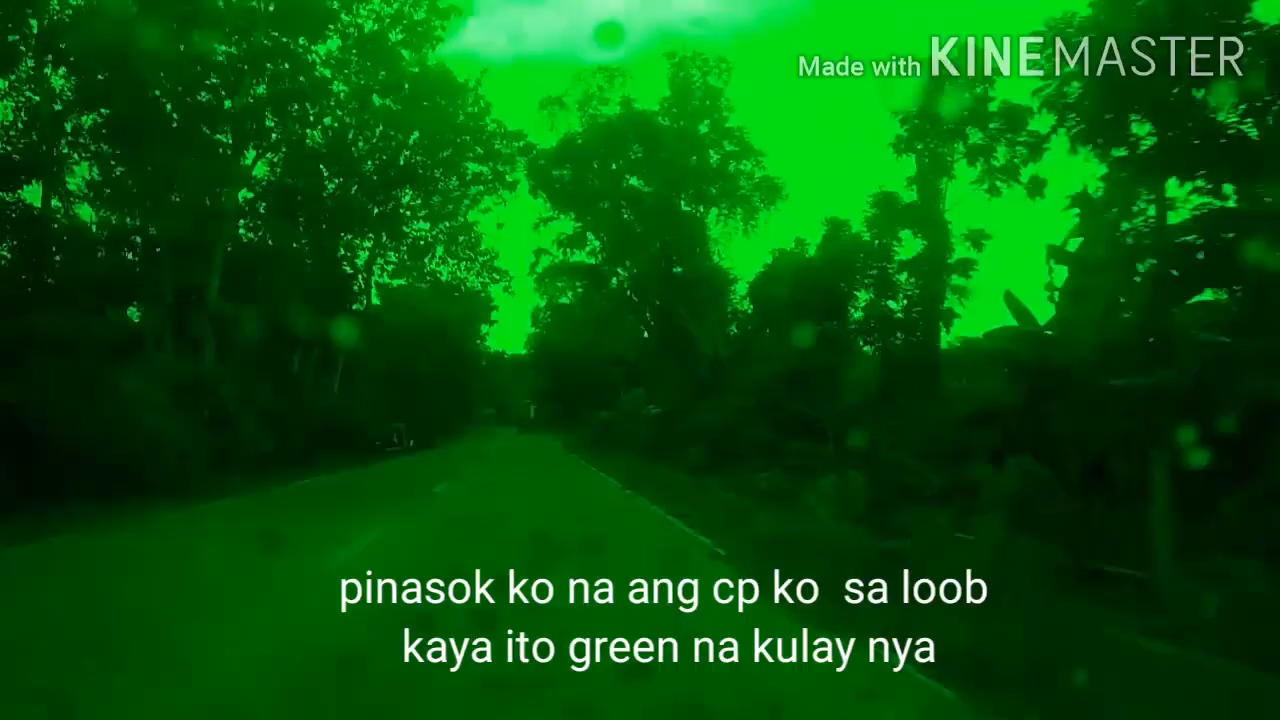 Made with KINEMASTER
pinasok ko na ang cp ko sa loob
kaya ito green na kulay nya